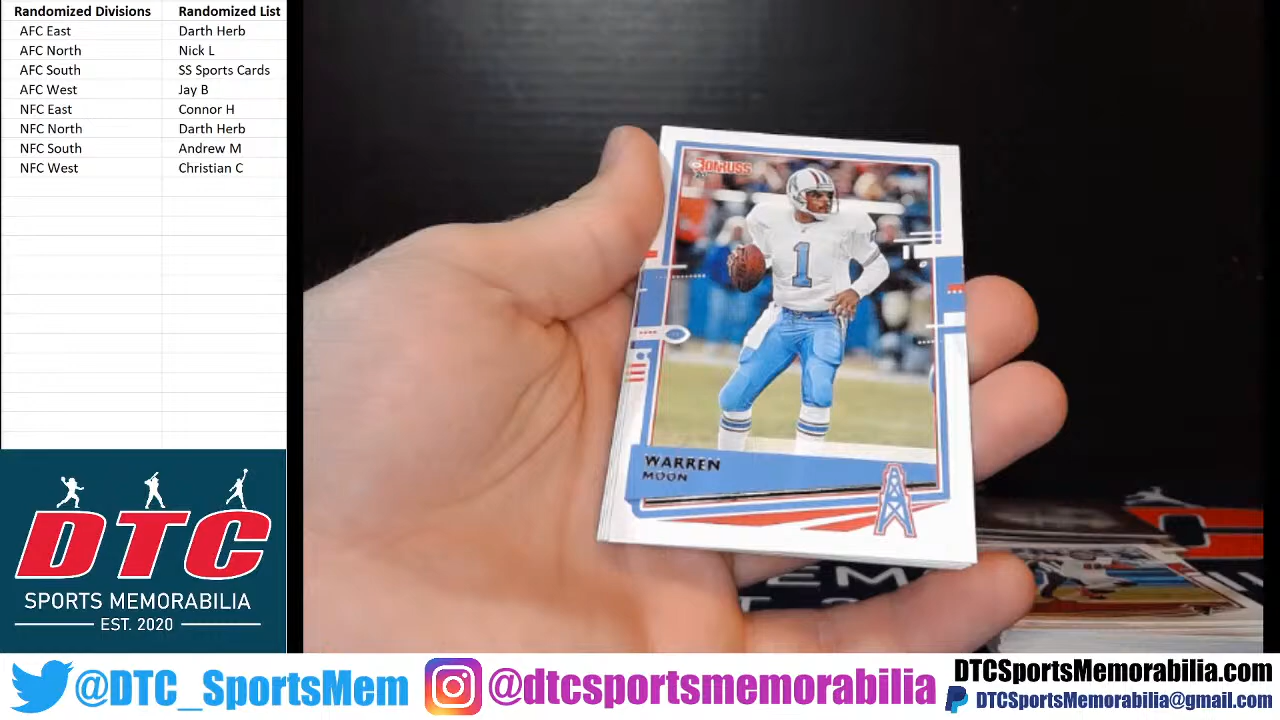 Randomized Divisions Randomized List
AFC East Darth Herb
AFC North Nick L
AFC South SS Sports Cards
AFC West Jay B
NFC East Connor H
NFC North Darth Herb
NFC South Andrew M
NFC West Christian C
DONRUSS
1
WARREN
MOON
DTC
SPORTS MEMORABILIA
EST. 2020
@DTC_SportsMem
@dtcsportsmemorabilia
DTCSportsMemorabilia.com
DTCSportsMemorabilia@gmail.com